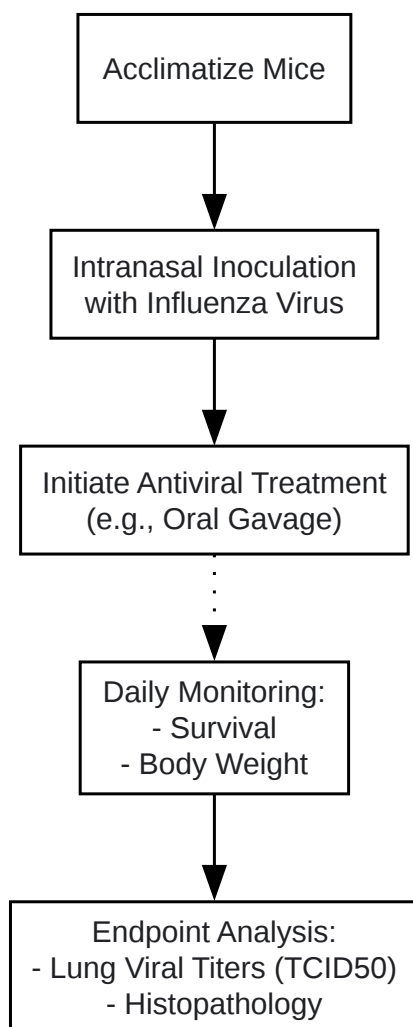 Acclimatize Mice
Intranasal Inoculation
with Influenza Virus
Initiate Antiviral Treatment
(e.g., Oral Gavage)
Daily Monitoring:
- Survival
- Body Weight
Endpoint Analysis:
- Lung Viral Titers (TCID50)
- Histopathology